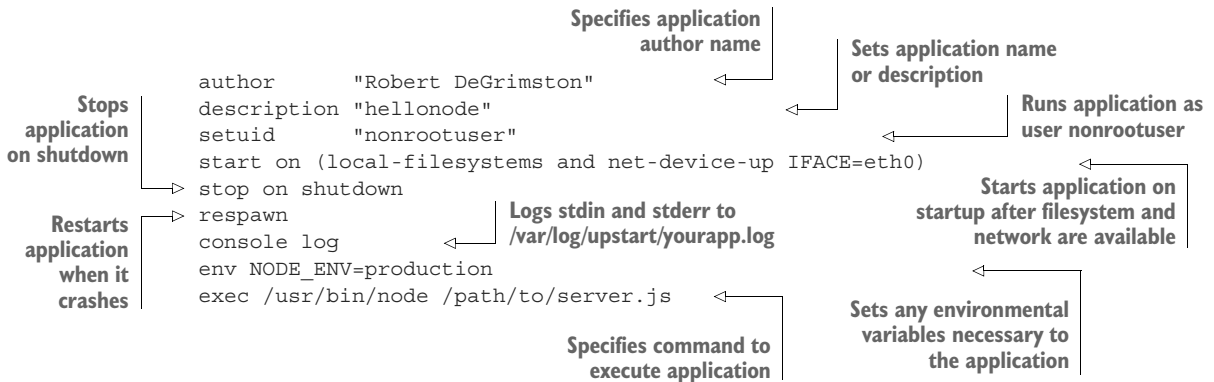 Specifies application
author name
Sets application name
or description
author "Robert DeGrimston"
Stops
application
on shutdown
description "hellonode"
Runs application as
user nonrootuser
setuid "nonrootuser"
start on (local-filesystems and net-device-up IFACE=eth0)
Starts application on
startup after filesystem and
network are available
stop on shutdown
Restarts
application
when it
crashes
respawn
Logs stdin and stderr to
/var/log/upstart/yourapp.log
console log
env NODE_ENV=production
Sets any environmental
variables necessary to
the application
exec /usr/bin/node /path/to/server.js
Specifies command to
execute application